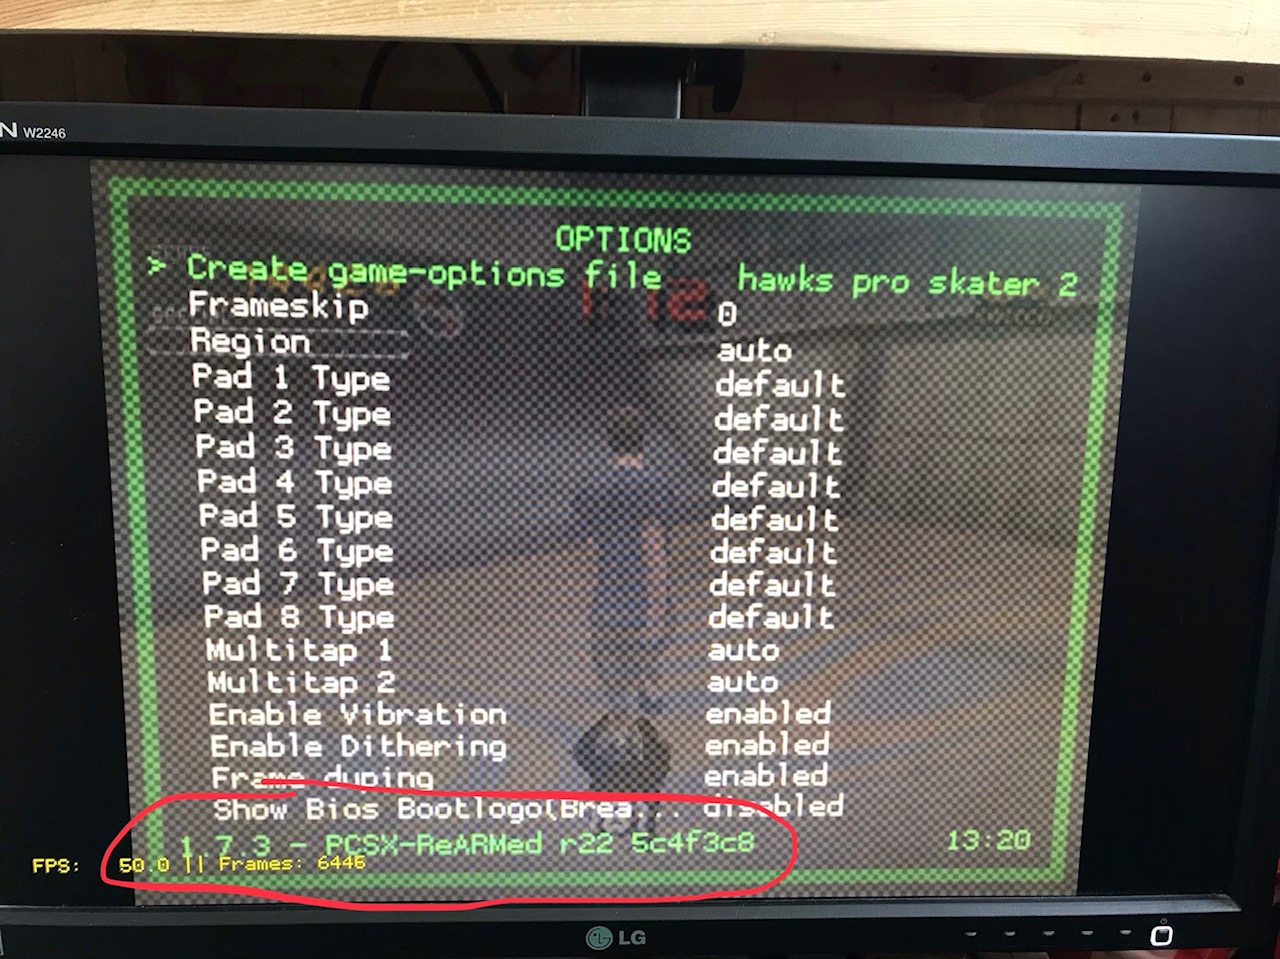 N W2246
OPTIONS
> Create game-options file hawks pro skater 2
Frameskip 0
Region auto
Pad 1 Type default
Pad 2 Type default
Pad 3 Type default
Pad 4 Type default
Pad 5 Type default
Pad 6 Type default
Pad 7 Type default
Pad 8 Type default
Multitap 1 auto
Multitap 2 auto
Enable Vibration enabled
Enable Dithering enabled
Frame duping enabled
Show Bios Bootlogo(Brea... disabled
1.7.3 - PCSX-ReARMed r22 5c4f3c8 13:20
FPS: 50.0 || Frames: 6446
LG